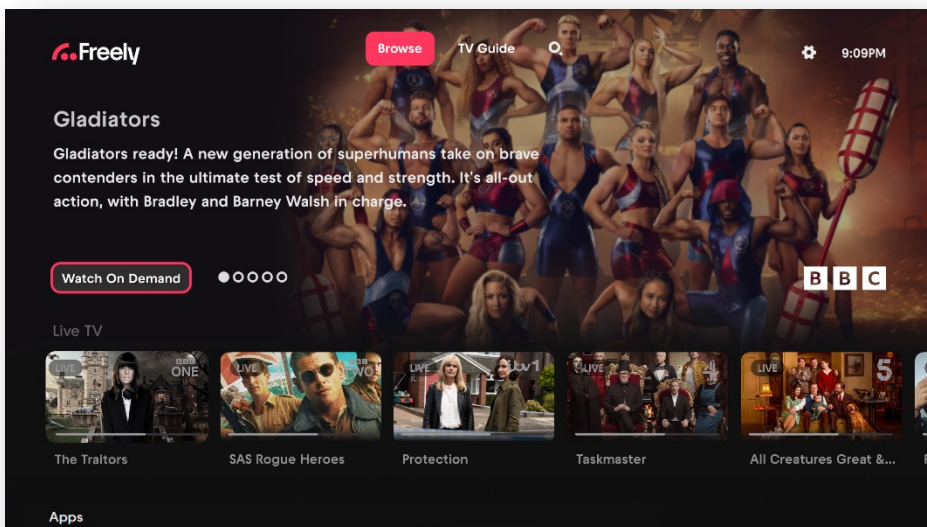 Freely
Browse
TV Guide
9:09PM
Gladiators
Gladiators ready! A new generation of superhumans take on brave
contenders in the ultimate test of speed and strength. It's all-out
action, with Bradley and Barney Walsh in charge.
Watch On Demand
BBC
Live TV
LIVE
BBC
ONE
LIVE
TWO
LIVE
itv1
LIVE
4
LIVE
5
The Traitors
SAS Rogue Heroes
Protection
Taskmaster
All Creatures Great &...
Apps